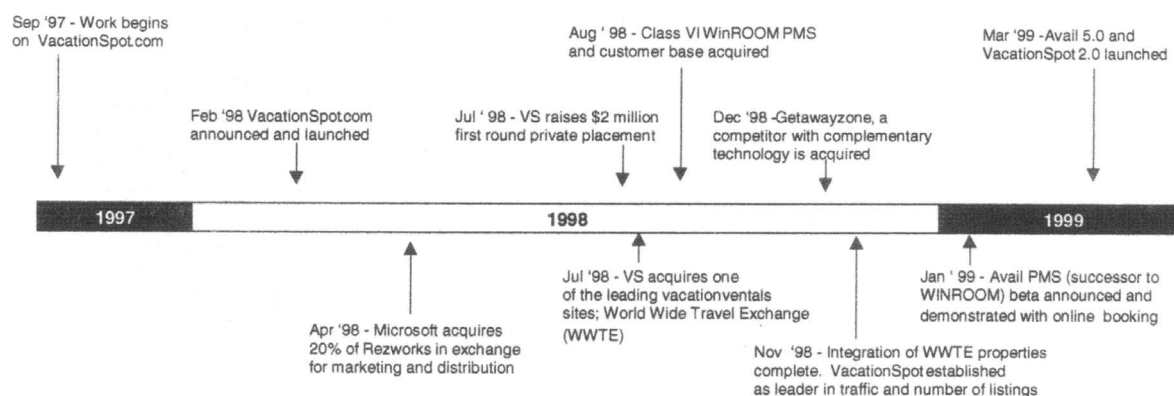 Sep '97 - Work begins
on VacationSpot.com
Feb '98 VacationSpot.com
announced and launched
Jul ' 98 - VS raises $2 million
first round private placement
Aug ' 98 - Class VI WinROOM PMS
and customer base acquired
Dec '98 -Getawayzone, a
competitor with complementary
technology is acquired
Mar '99 -Avail 5.0 and
VacationSpot 2.0 launched
1997
1998
1999
Apr '98 - Microsoft acquires
20% of Rezworks in exchange
for marketing and distribution
Jul '98 - VS acquires one
of the leading vacationventals
sites; World Wide Travel Exchange
(WWTE)
Nov '98 - Integration of WWTE properties
complete. VacationSpot established
as leader in traffic and number of listings
Jan ' 99 - Avail PMS (successor to
WINROOM) beta announced and
demonstrated with online booking